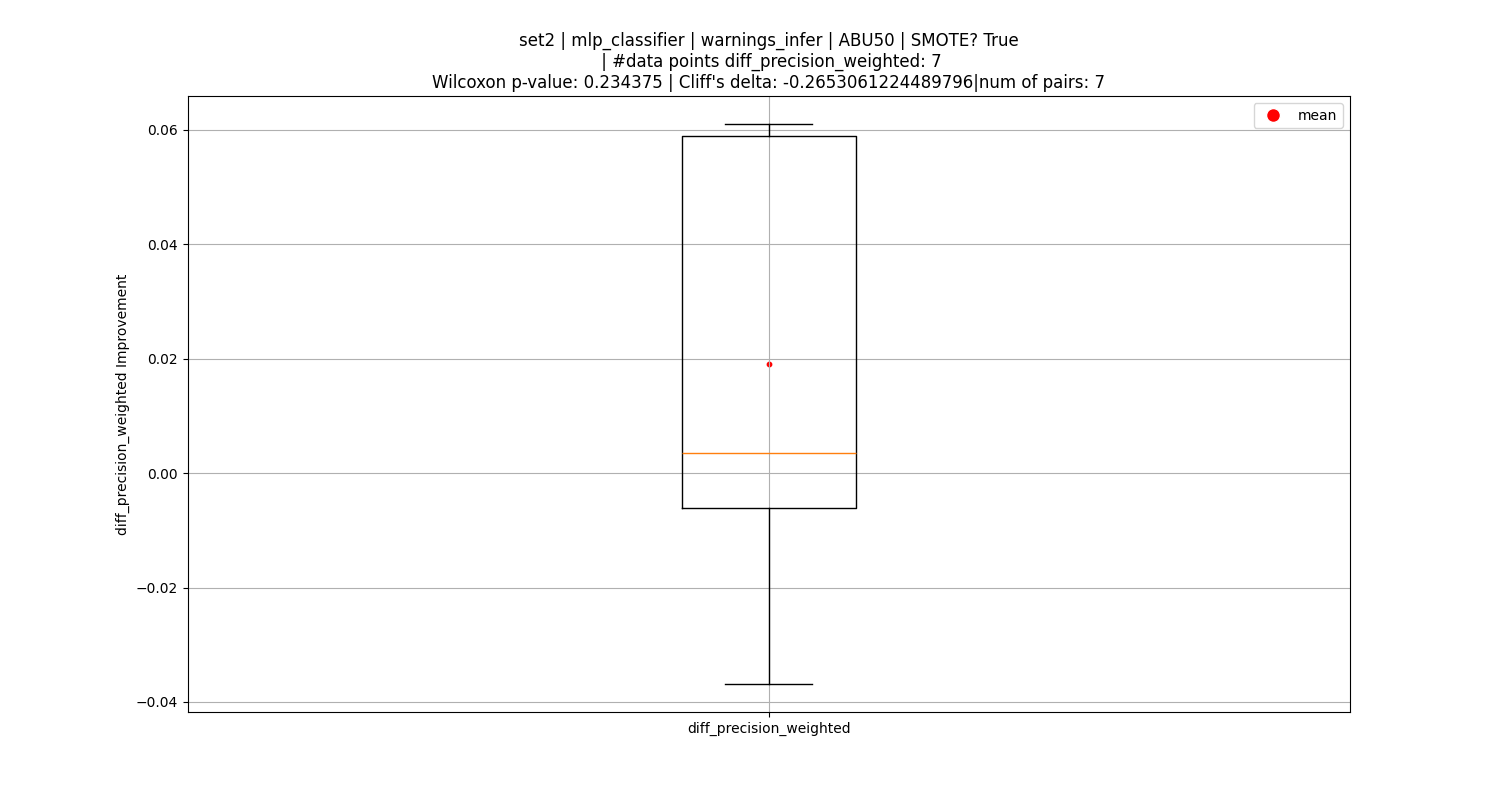 set2 | mlp_classifier | warnings_infer | ABU50 | SMOTE? True
| #data points diff_precision_weighted: 7
Wilcoxon p-value: 0.234375 | Cliff's delta: -0.2653061224489796|num of pairs: 7
mean
0.06
0.04
0.02
0.00
−0.02
−0.04
diff_precision_weighted Improvement
diff_precision_weighted